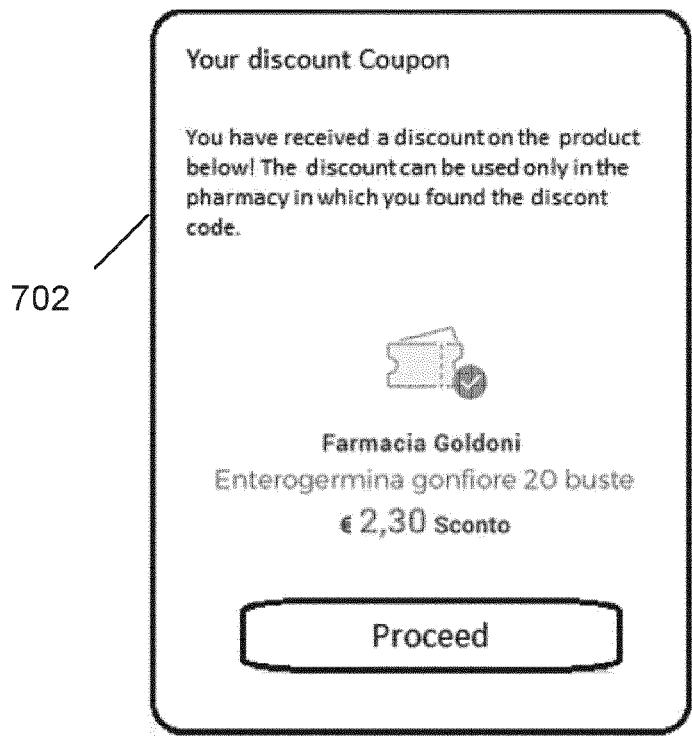 Your discount Coupon
You have received a discount on the product
below! The discount can be used only in the
pharmacy in which you found the discont
code.
702
Farmacia Goldoni
Enterogermina gonfiore 20 buste
€ 2,30 Sconto
Proceed